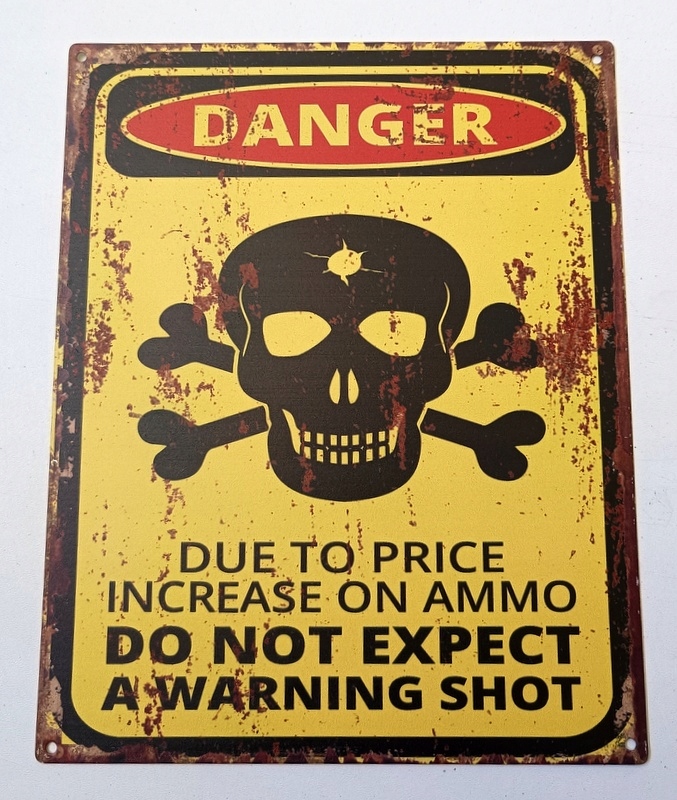 DANGER
DUE TO PRICE
INCREASE ON AMMO
DO NOT EXPECT
A WARNING SHOT